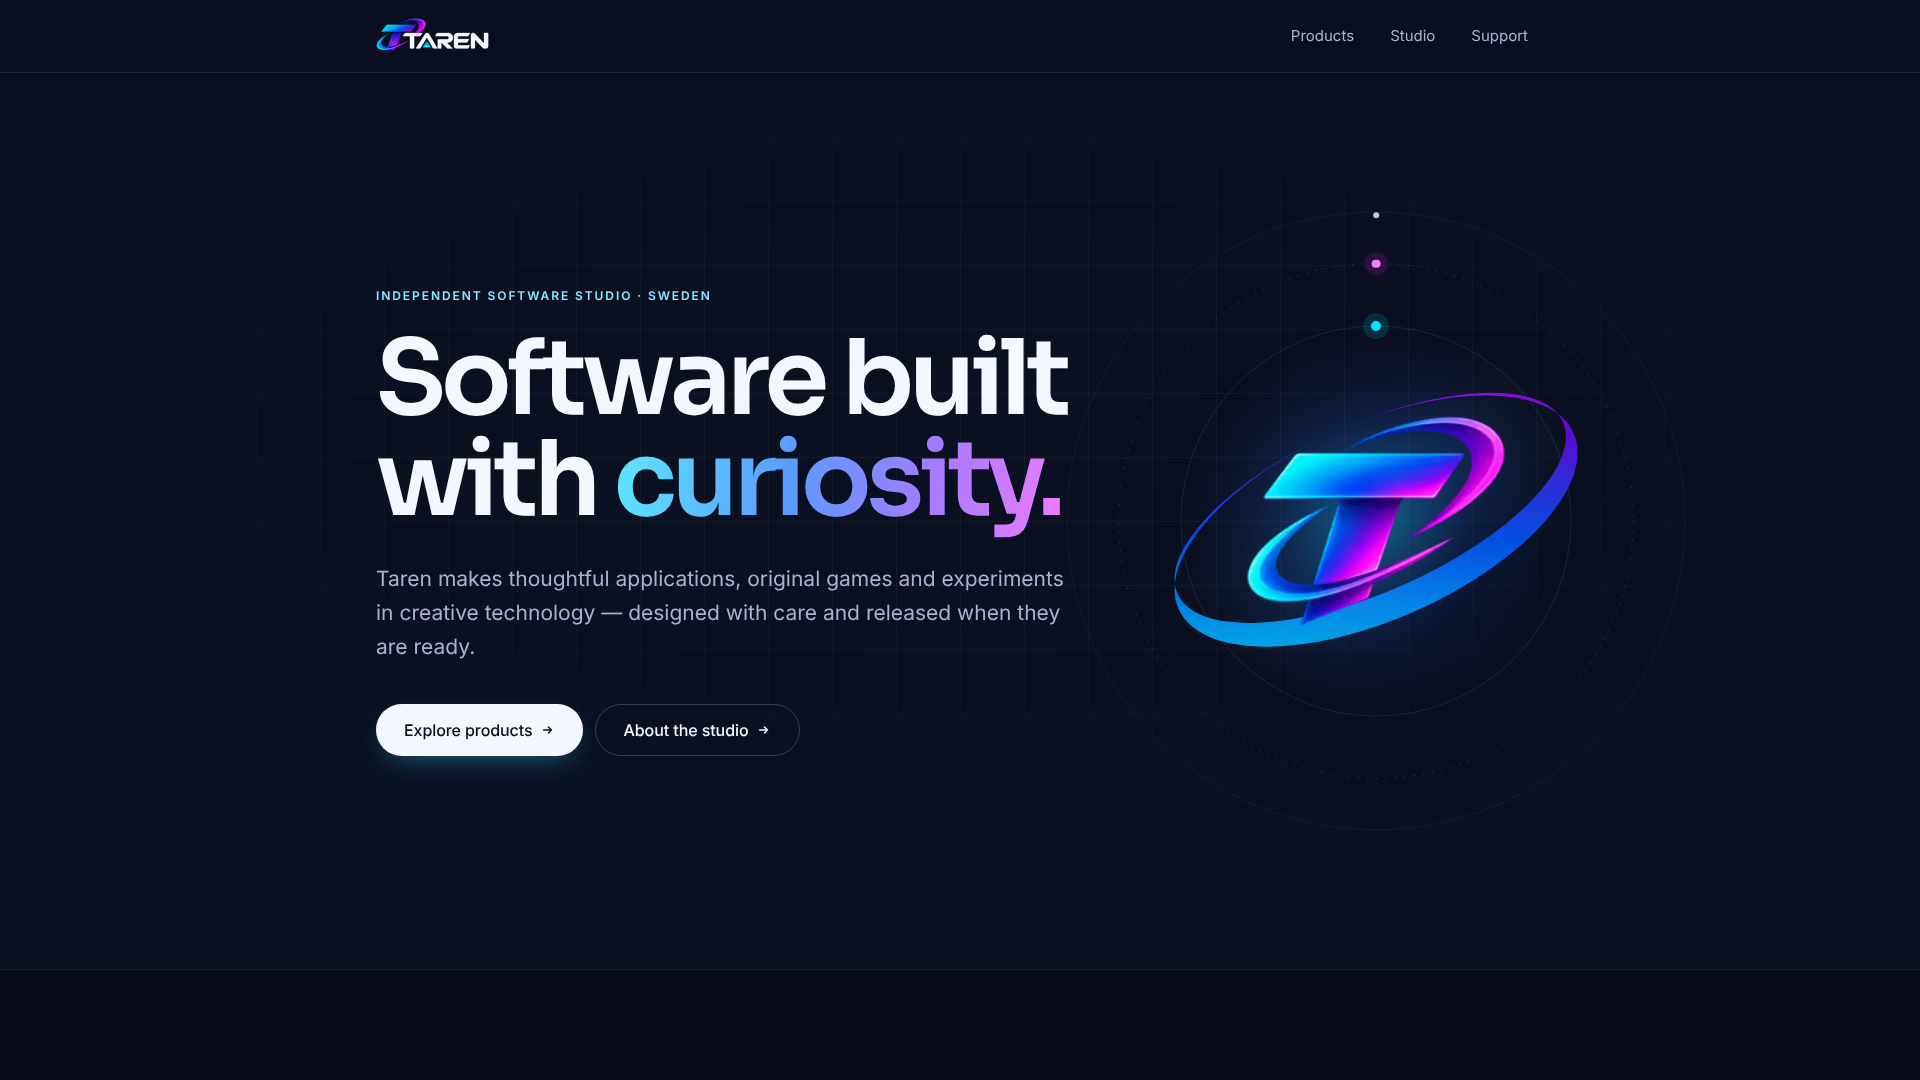 TAREN
Products
Studio
Support
INDEPENDENT SOFTWARE STUDIO · SWEDEN
Software built
with curiosity.
Taren makes thoughtful applications, original games and experiments
in creative technology — designed with care and released when they
are ready.
Explore products →
About the studio →